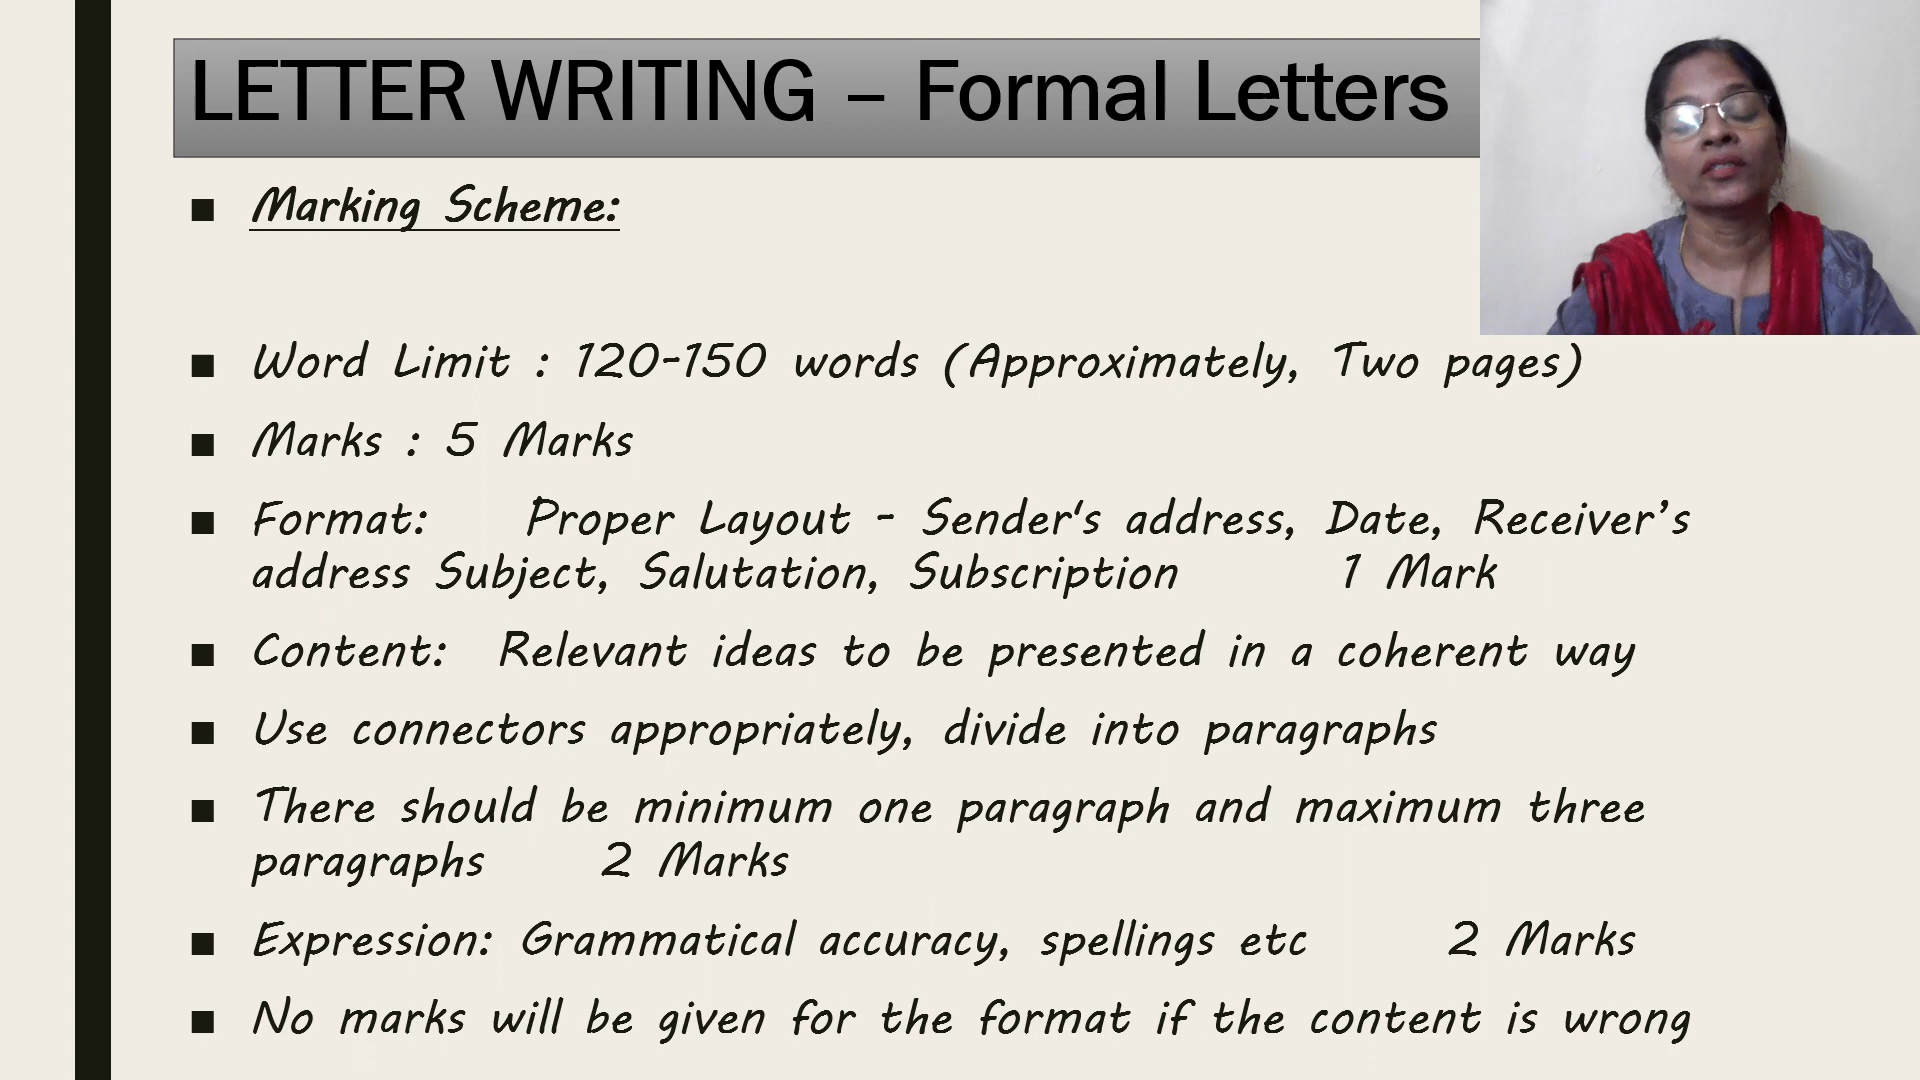 LETTER WRITING – Formal Letters
■ Marking Scheme:
■ Word Limit : 120-150 words (Approximately, Two pages)
■ Marks : 5 Marks
■ Format: Proper Layout - Sender‘s address, Date, Receiver’s
address Subject, Salutation, Subscription 1 Mark
■ Content: Relevant ideas to be presented in a coherent way
■ Use connectors appropriately, divide into paragraphs
■ There should be minimum one paragraph and maximum three
paragraphs 2 Marks
■ Expression: Grammatical accuracy, spellings etc 2 Marks
■ No marks will be given for the format if the content is wrong